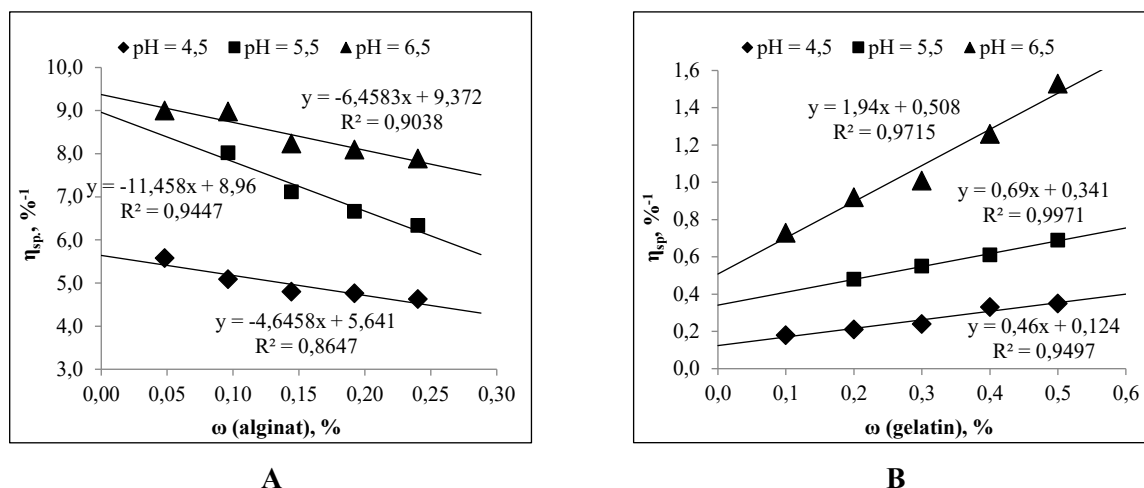 pH = 4,5 pH = 5,5 pH = 6,5
10,0
9,0
8,0
7,0
6,0
5,0
4,0
3,0
y = -6,4583x + 9,372
R² = 0,9038
y = -11,458x + 8,96
R² = 0,9447
y = -4,6458x + 5,641
R² = 0,8647
ηsp., %⁻¹
0,00 0,05 0,10 0,15 0,20 0,25 0,30
ω (alginat), %
A
pH = 4,5 pH = 5,5 pH = 6,5
1,6
1,4
1,2
1,0
0,8
0,6
0,4
0,2
0,0
y = 1,94x + 0,508
R² = 0,9715
y = 0,69x + 0,341
R² = 0,9971
y = 0,46x + 0,124
R² = 0,9497
ηsp, %⁻¹
0,0 0,1 0,2 0,3 0,4 0,5 0,6
ω (gelatin), %
B